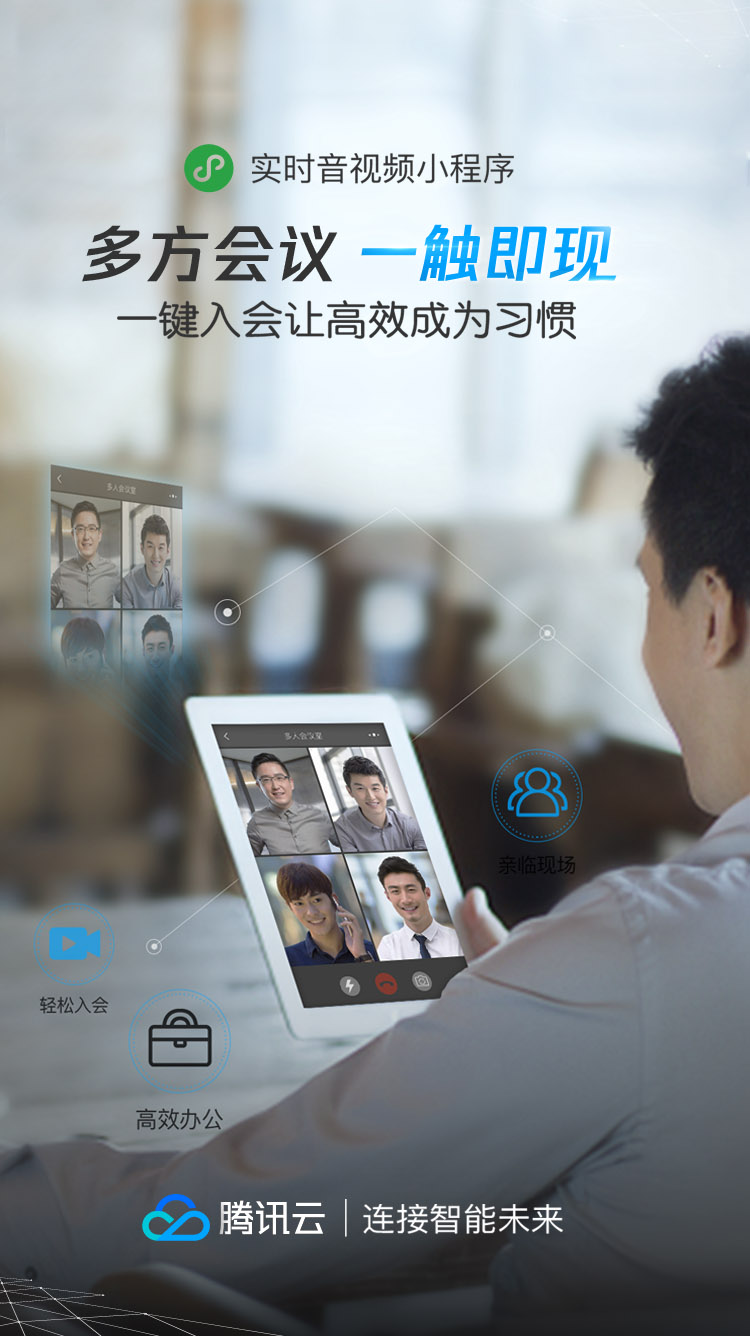 实时音视频小程序
多方会议 一触即现
一键入会让高效成为习惯
多人会议室
多人会议室
亲临现场
轻松入会
高效办公
腾讯云 | 连接智能未来